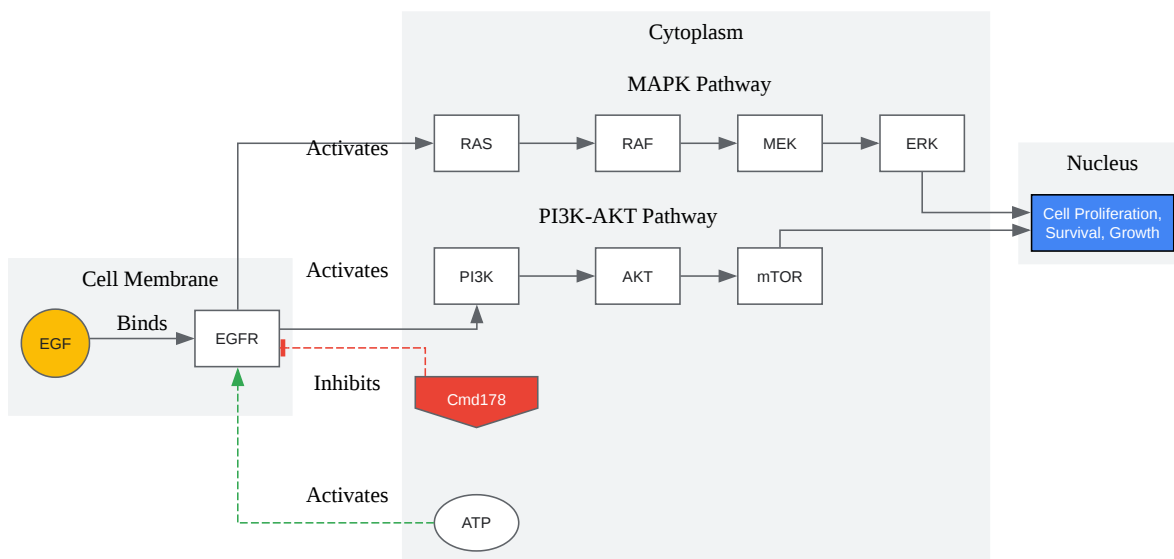 Cytoplasm
MAPK Pathway
Activates
RAS
RAF
MEK
ERK
Nucleus
Cell Proliferation,
Survival, Growth
PI3K-AKT Pathway
Activates
PI3K
AKT
mTOR
Cell Membrane
EGF
Binds
EGFR
Inhibits
Cmd178
Activates
ATP